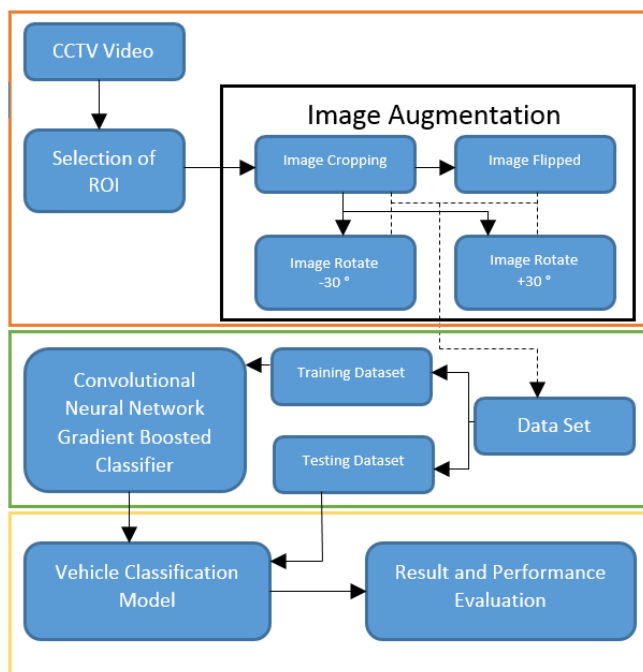 CCTV Video
Selection of
ROI
Image Augmentation
Image Cropping
Image Flipped
Image Rotate
-30 °
Image Rotate
+30 °
Convolutional
Neural Network
Gradient Boosted
Classifier
Training Dataset
Testing Dataset
Data Set
Vehicle Classification
Model
Result and Performance
Evaluation